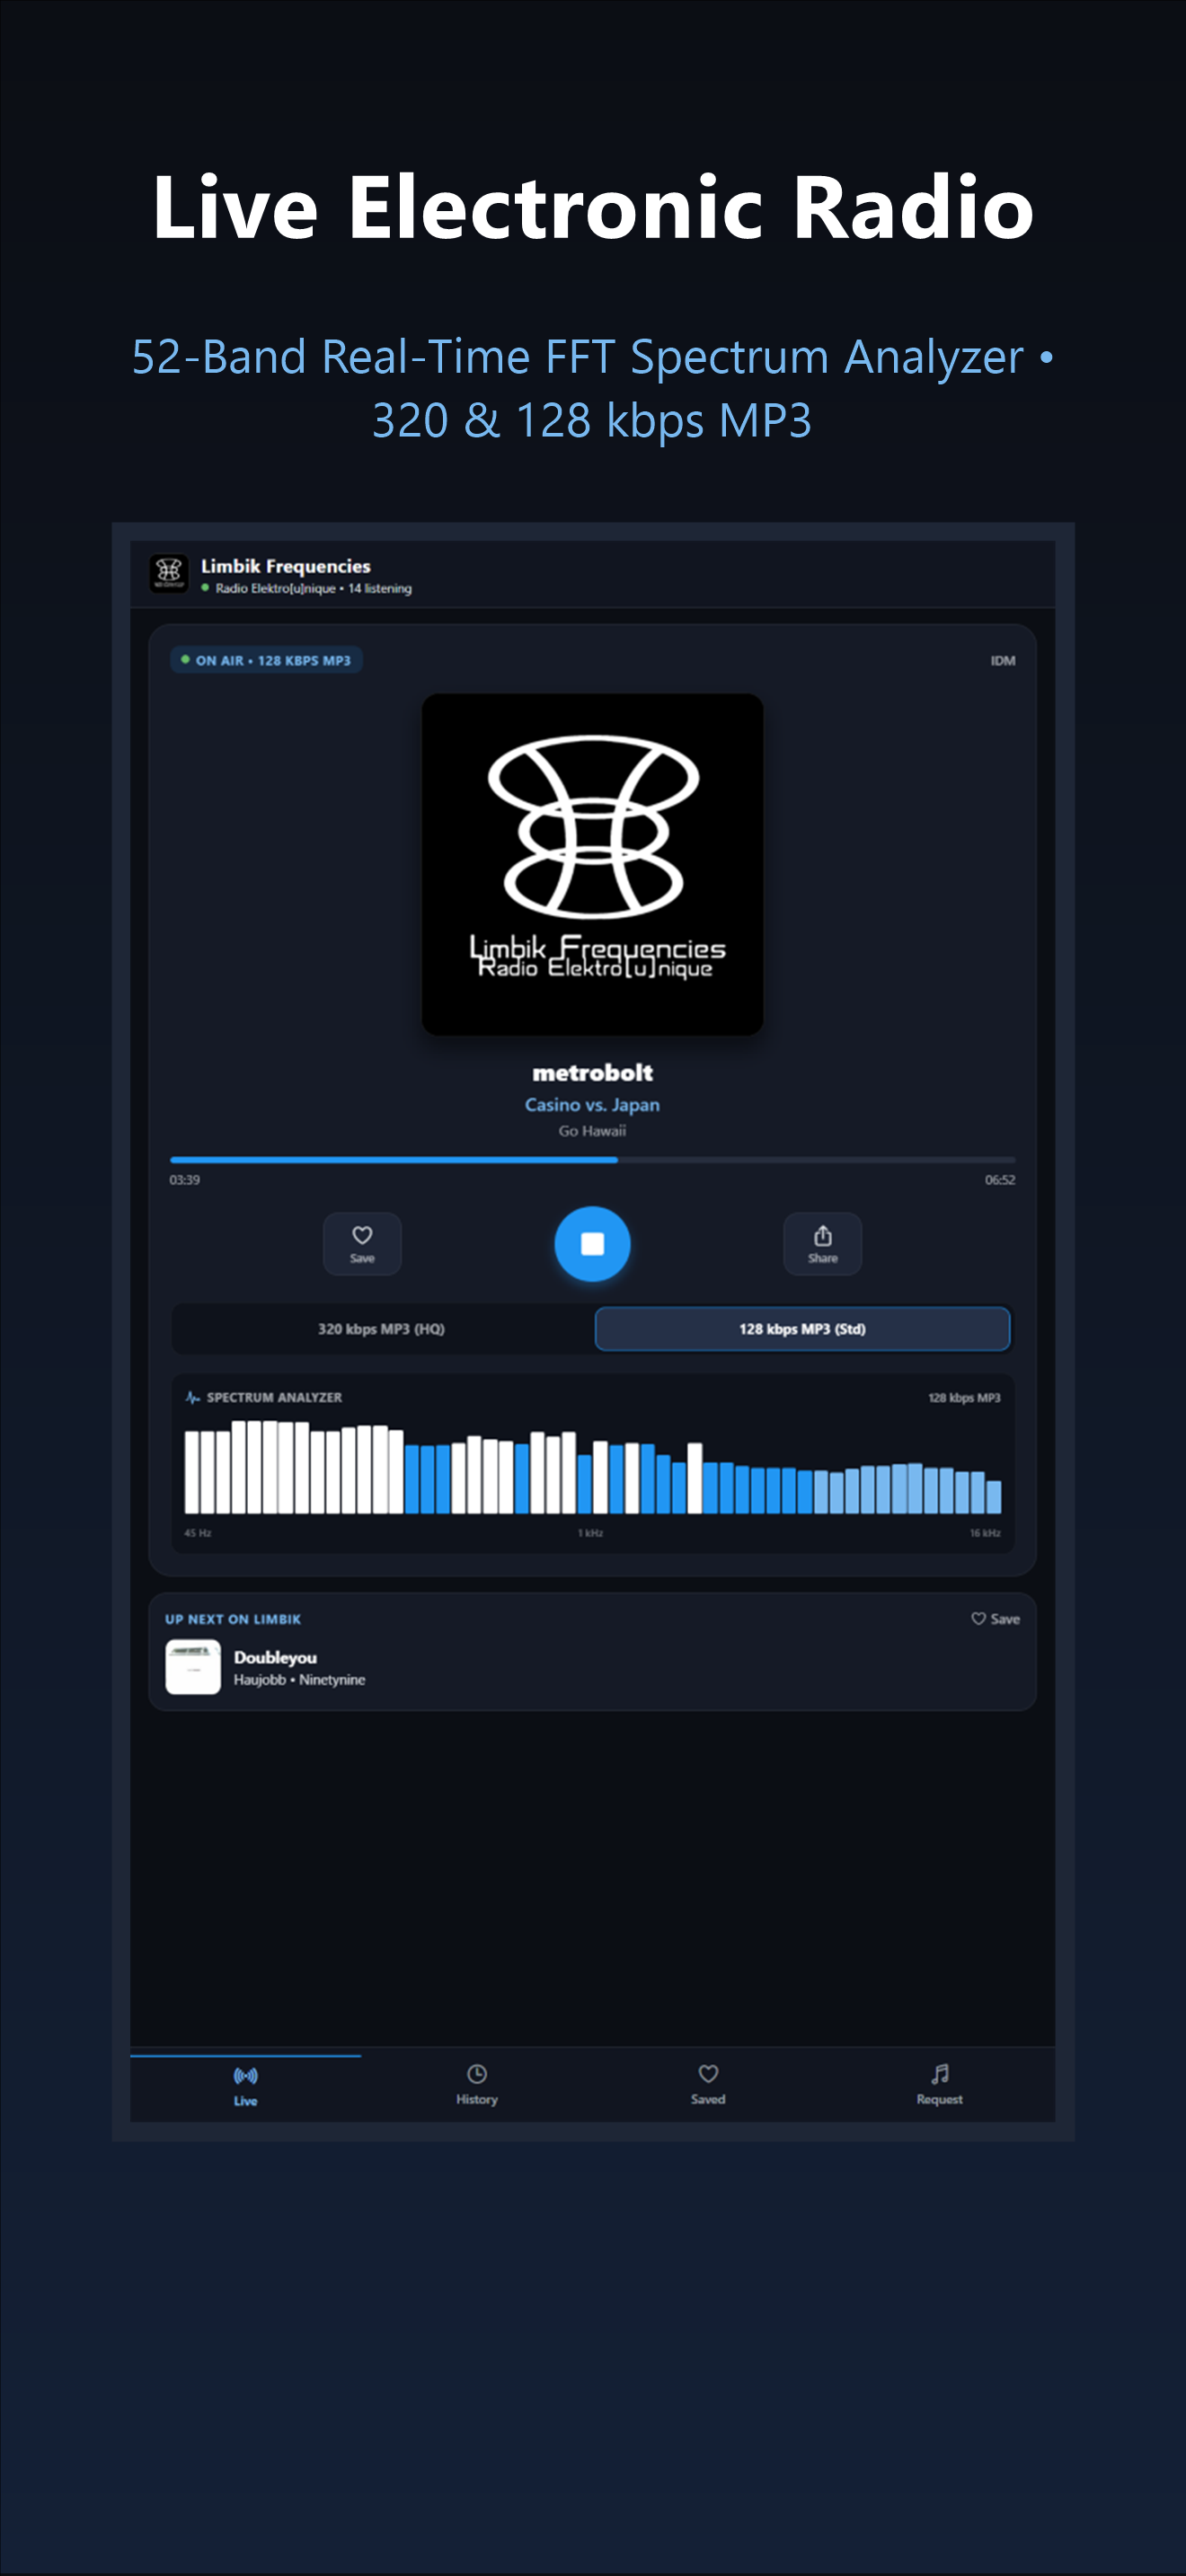 Live Electronic Radio
52-Band Real-Time FFT Spectrum Analyzer •
320 & 128 kbps MP3
Limbik Frequencies
Radio Elektro[u]nique • 14 listening
ON AIR • 128 KBPS MP3
IDM
Limbik Frequencies
Radio Elektro[u]nique
metrobolt
Casino vs. Japan
Go Hawaii
03:39
06:52
Save
Share
320 kbps MP3 (HQ)
128 kbps MP3 (Std)
SPECTRUM ANALYZER
128 kbps MP3
45 Hz
1 kHz
16 kHz
UP NEXT ON LIMBIK
Save
Doubleyou
Haujobb • Ninetynine
Live
History
Saved
Request